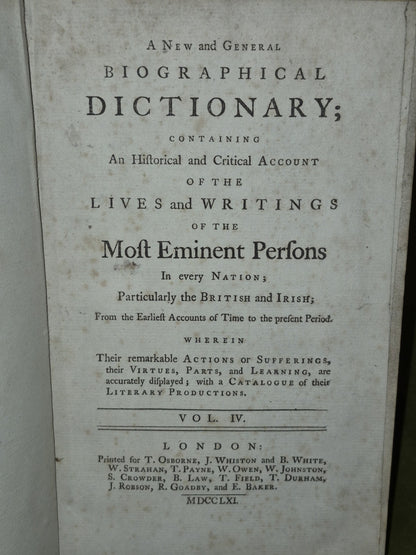 A New and General
BIOGRAPHICAL
DICTIONARY;
CONTAINING
An Hiſtorical and Critical Account
OF THE
LIVES and WRITINGS
OF THE
Moſt Eminent Perſons
In every Nation;
Particularly the British and Irish;
From the Earlieſt Accounts of Time to the preſent Period.
WHEREIN
Their remarkable Actions or Sufferings,
their Virtues, Parts, and Learning, are
accurately diſplayed; with a Catalogue of their
Literary Productions.
VOL. IV.
LONDON:
Printed for T. Osborne, J. Whiston and B. White,
W. Strahan, T. Payne, W. Owen, W. Johnston,
S. Crowder, B. Law, T. Field, T. Durham,
J. Robson, R. Goadby, and E. Baker.
MDCCLXI.